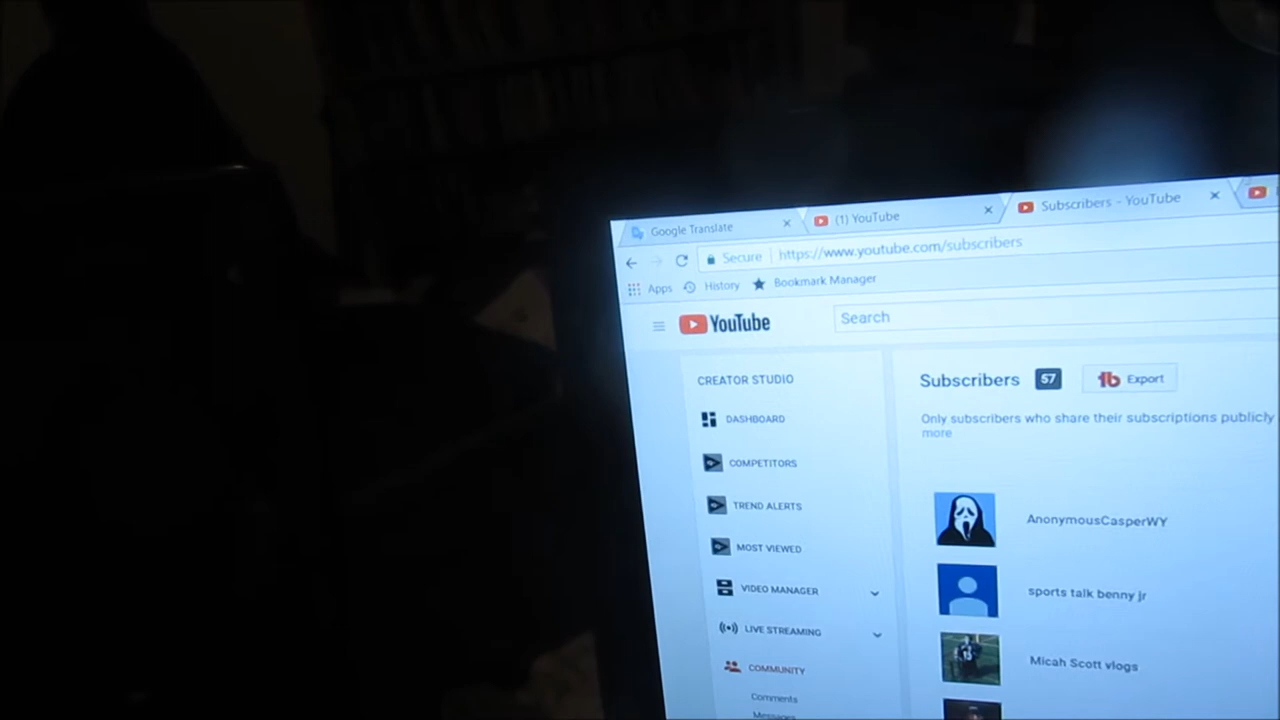 Google Translate
(1) YouTube
Subscribers - YouTube
Secure
https://www.youtube.com/subscribers
Apps
History
Bookmark Manager
YouTube
Search
CREATOR STUDIO
DASHBOARD
COMPETITORS
TREND ALERTS
MOST VIEWED
VIDEO MANAGER
LIVE STREAMING
COMMUNITY
Comments
Messages
Subscribers 57
tb Export
Only subscribers who share their subscriptions publicly
more
AnonymousCasperWY
sports talk benny jr
Micah Scott vlogs